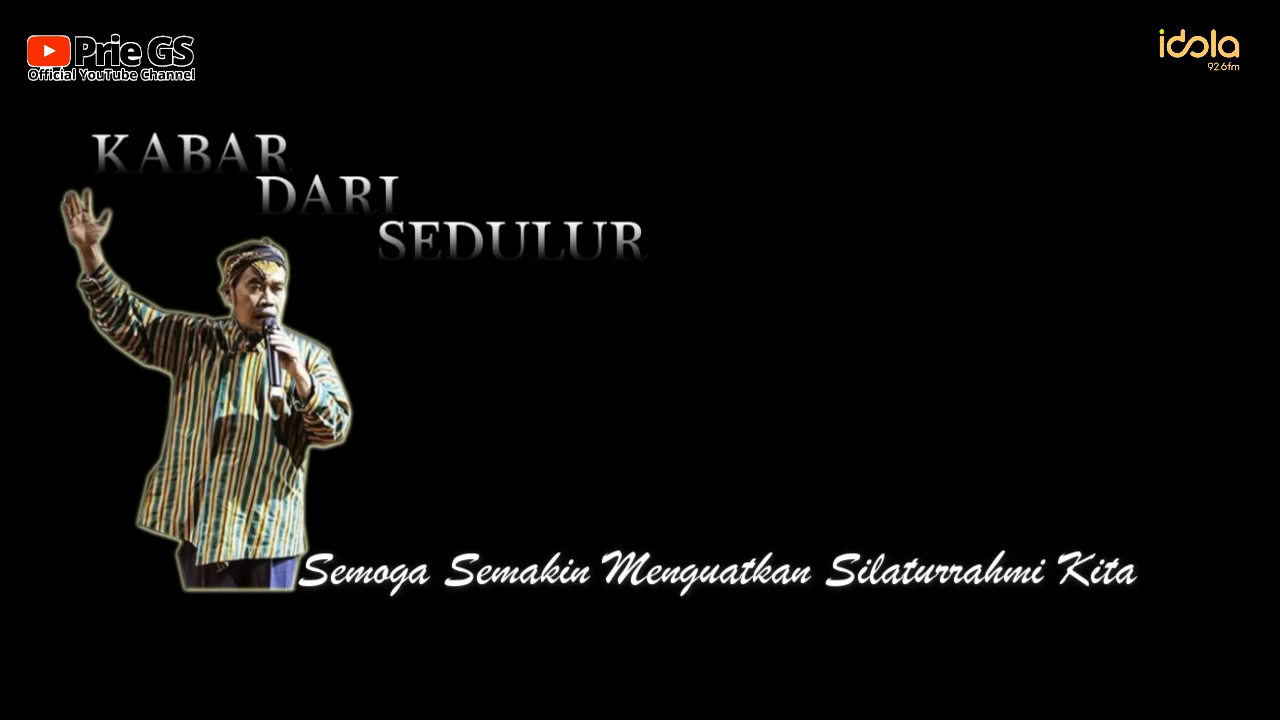 Prie GS
Official YouTube Channel
idola
92.6fm
KABAR
DARI
SEDULUR
Semoga Semakin Menguatkan Silaturrahmi Kita